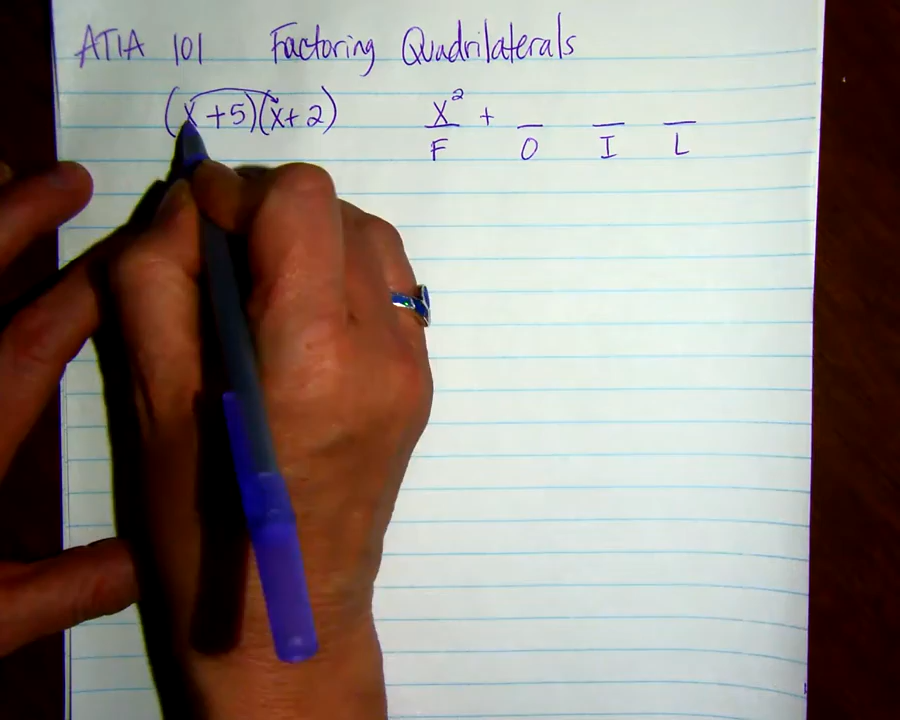 ATIA 101 Factoring Quadrilaterals
(x+5)(x+2) x² + _ _ _
F O I L